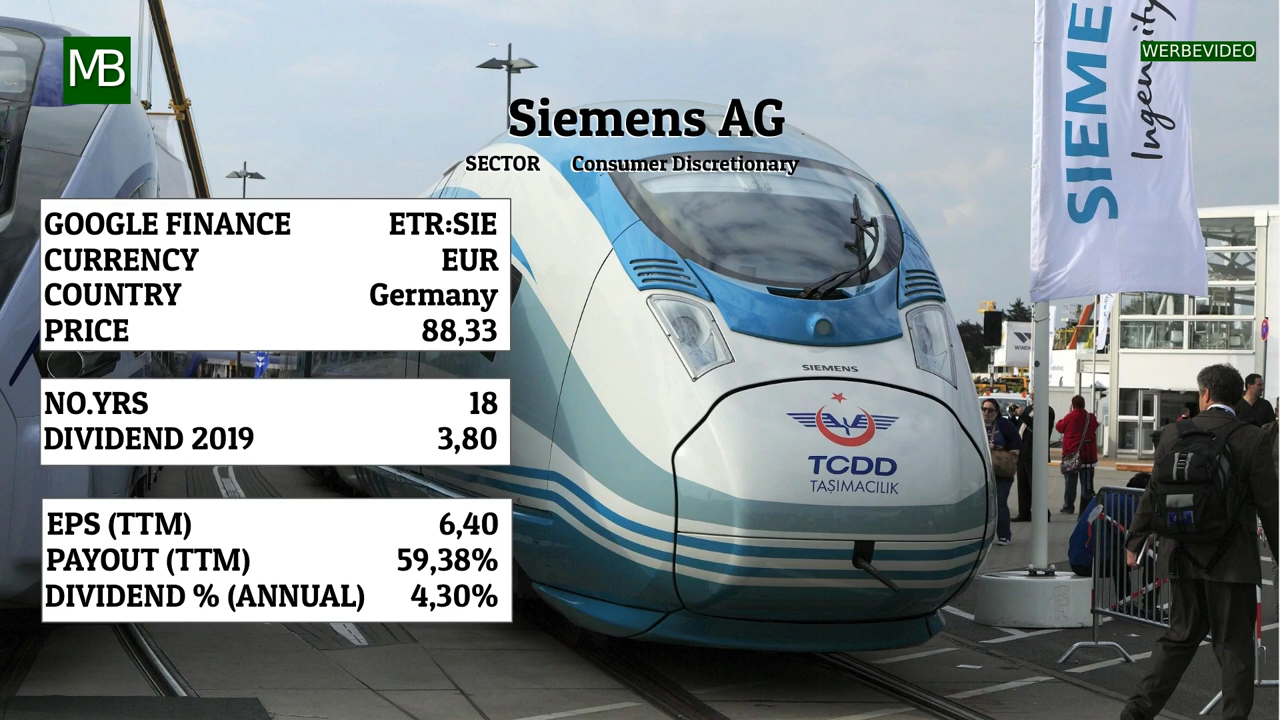 MB
WERBEVIDEO
Siemens AG
SECTOR Consumer Discretionary
GOOGLE FINANCE ETR:SIE
CURRENCY EUR
COUNTRY Germany
PRICE 88,33
NO.YRS 18
DIVIDEND 2019 3,80
EPS (TTM) 6,40
PAYOUT (TTM) 59,38%
DIVIDEND % (ANNUAL) 4,30%
SIEMENS
TCDD
TAŞIMACILIK
SIEME
Ingenuity